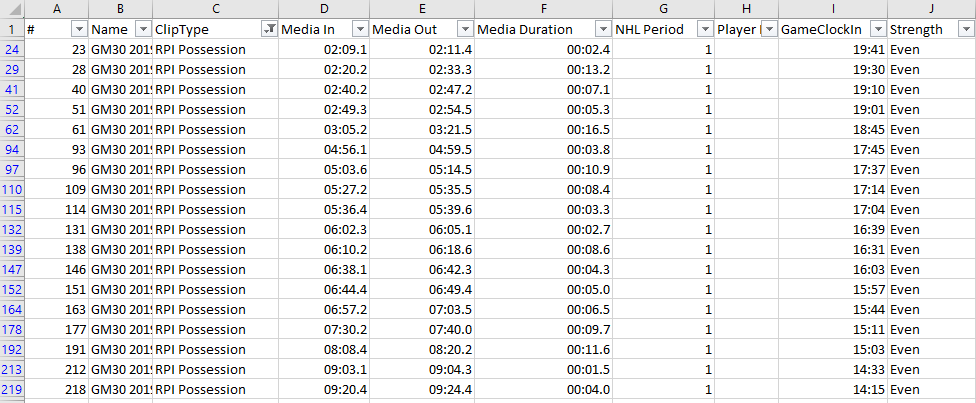 A B C D E F G H I J
1 # Name ClipType Media In Media Out Media Duration NHL Period Player GameClockIn Strength
24 23 GM30 201 RPI Possession 02:09.1 02:11.4 00:02.4 1 19:41 Even
29 28 GM30 201 RPI Possession 02:20.2 02:33.3 00:13.2 1 19:30 Even
41 40 GM30 201 RPI Possession 02:40.2 02:47.2 00:07.1 1 19:10 Even
52 51 GM30 201 RPI Possession 02:49.3 02:54.5 00:05.3 1 19:01 Even
62 61 GM30 201 RPI Possession 03:05.2 03:21.5 00:16.5 1 18:45 Even
94 93 GM30 201 RPI Possession 04:56.1 04:59.5 00:03.8 1 17:45 Even
97 96 GM30 201 RPI Possession 05:03.6 05:14.5 00:10.9 1 17:37 Even
110 109 GM30 201 RPI Possession 05:27.2 05:35.5 00:08.4 1 17:14 Even
115 114 GM30 201 RPI Possession 05:36.4 05:39.6 00:03.3 1 17:04 Even
132 131 GM30 201 RPI Possession 06:02.3 06:05.1 00:02.7 1 16:39 Even
139 138 GM30 201 RPI Possession 06:10.2 06:18.6 00:08.6 1 16:31 Even
147 146 GM30 201 RPI Possession 06:38.1 06:42.3 00:04.3 1 16:03 Even
152 151 GM30 201 RPI Possession 06:44.4 06:49.4 00:05.0 1 15:57 Even
164 163 GM30 201 RPI Possession 06:57.2 07:03.5 00:06.5 1 15:44 Even
178 177 GM30 201 RPI Possession 07:30.2 07:40.0 00:09.7 1 15:11 Even
192 191 GM30 201 RPI Possession 08:08.4 08:20.2 00:11.6 1 15:03 Even
213 212 GM30 201 RPI Possession 09:03.1 09:04.3 00:01.5 1 14:33 Even
219 218 GM30 201 RPI Possession 09:20.4 09:24.4 00:04.0 1 14:15 Even